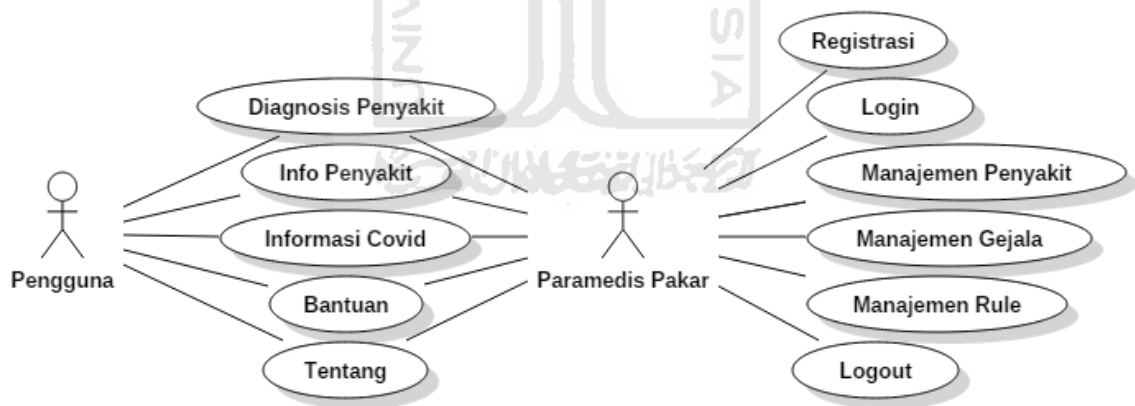 Registrasi
Diagnosis Penyakit
Login
Info Penyakit
Manajemen Penyakit
Informasi Covid
Manajemen Gejala
Pengguna
Paramedis Pakar
Bantuan
Manajemen Rule
Tentang
Logout